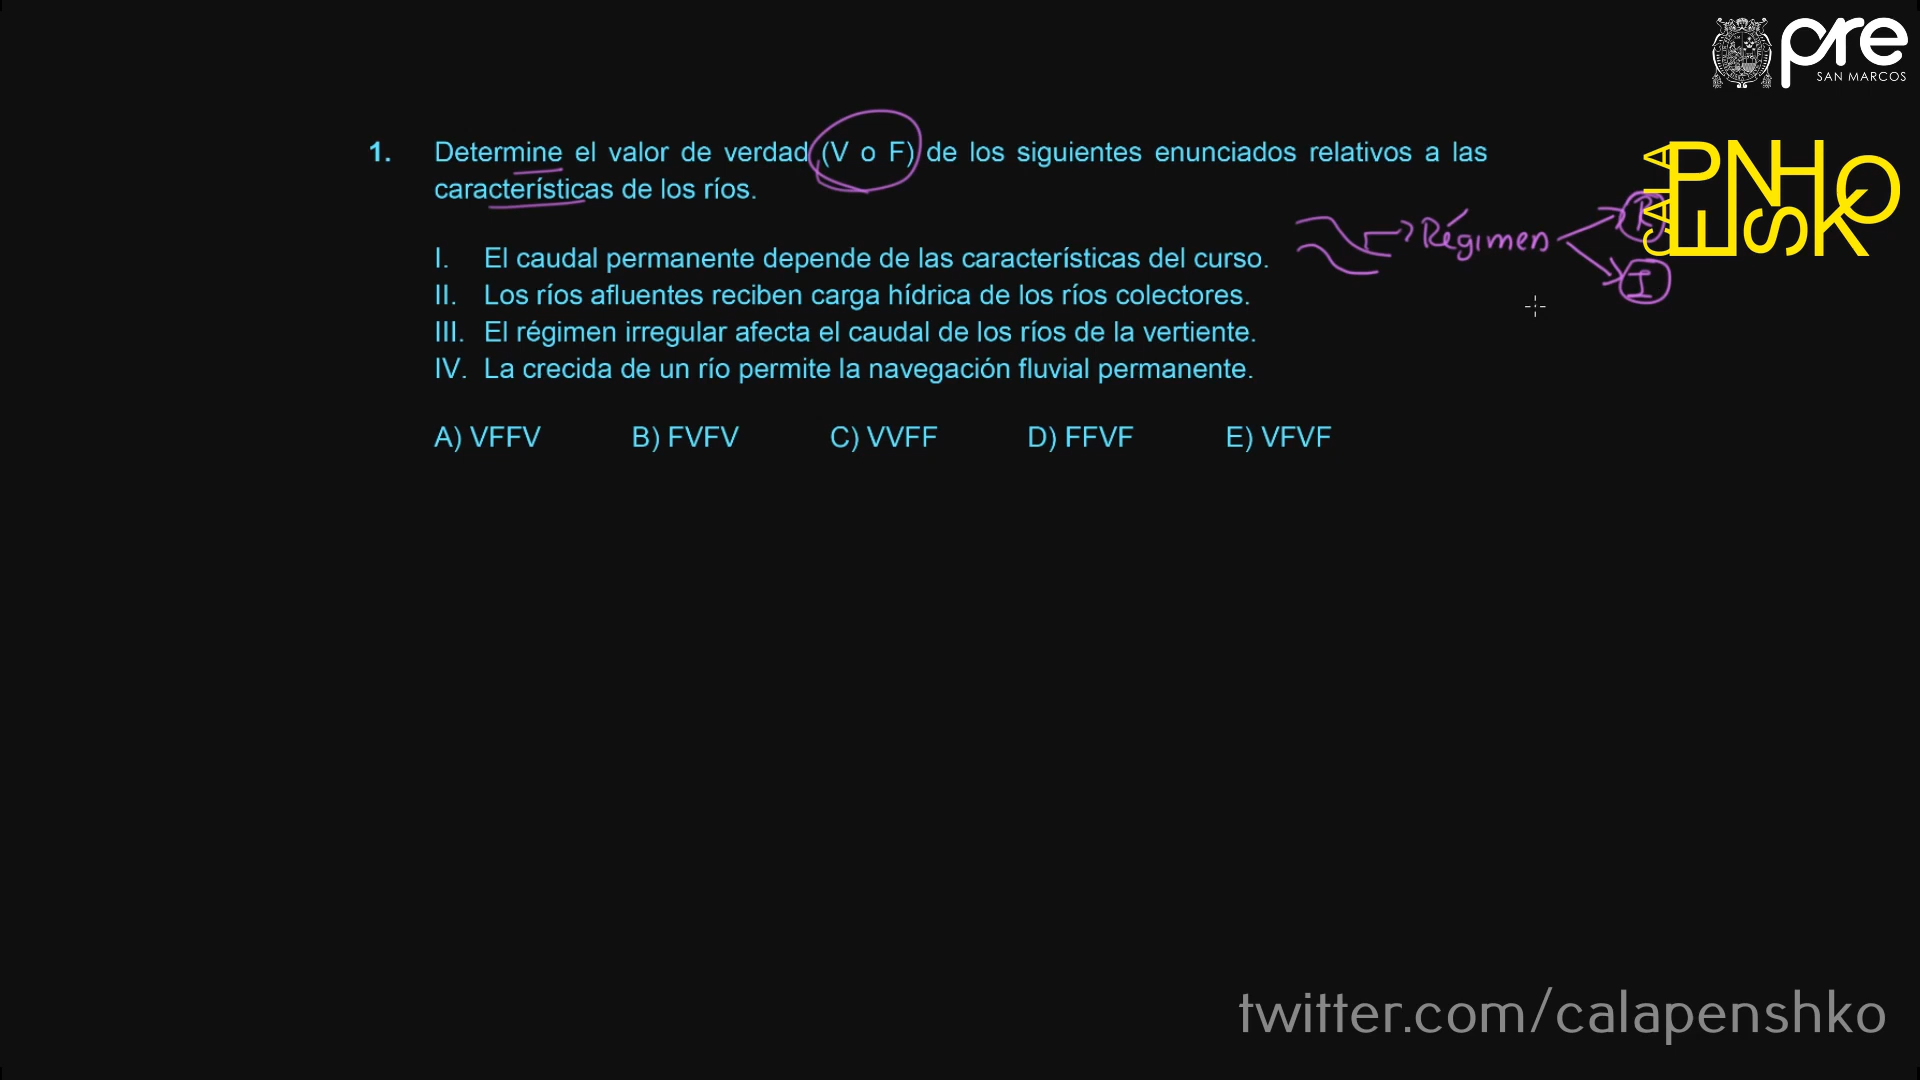 pre
SAN MARCOS
1. Determine el valor de verdad (V o F) de los siguientes enunciados relativos a las
características de los ríos.
CALA
PENSHKO
Régimen
R
I
I. El caudal permanente depende de las características del curso.
II. Los ríos afluentes reciben carga hídrica de los ríos colectores.
III. El régimen irregular afecta el caudal de los ríos de la vertiente.
IV. La crecida de un río permite la navegación fluvial permanente.
A) VFFV B) FVFV C) VVFF D) FFVF E) VFVF
twitter.com/calapenshko